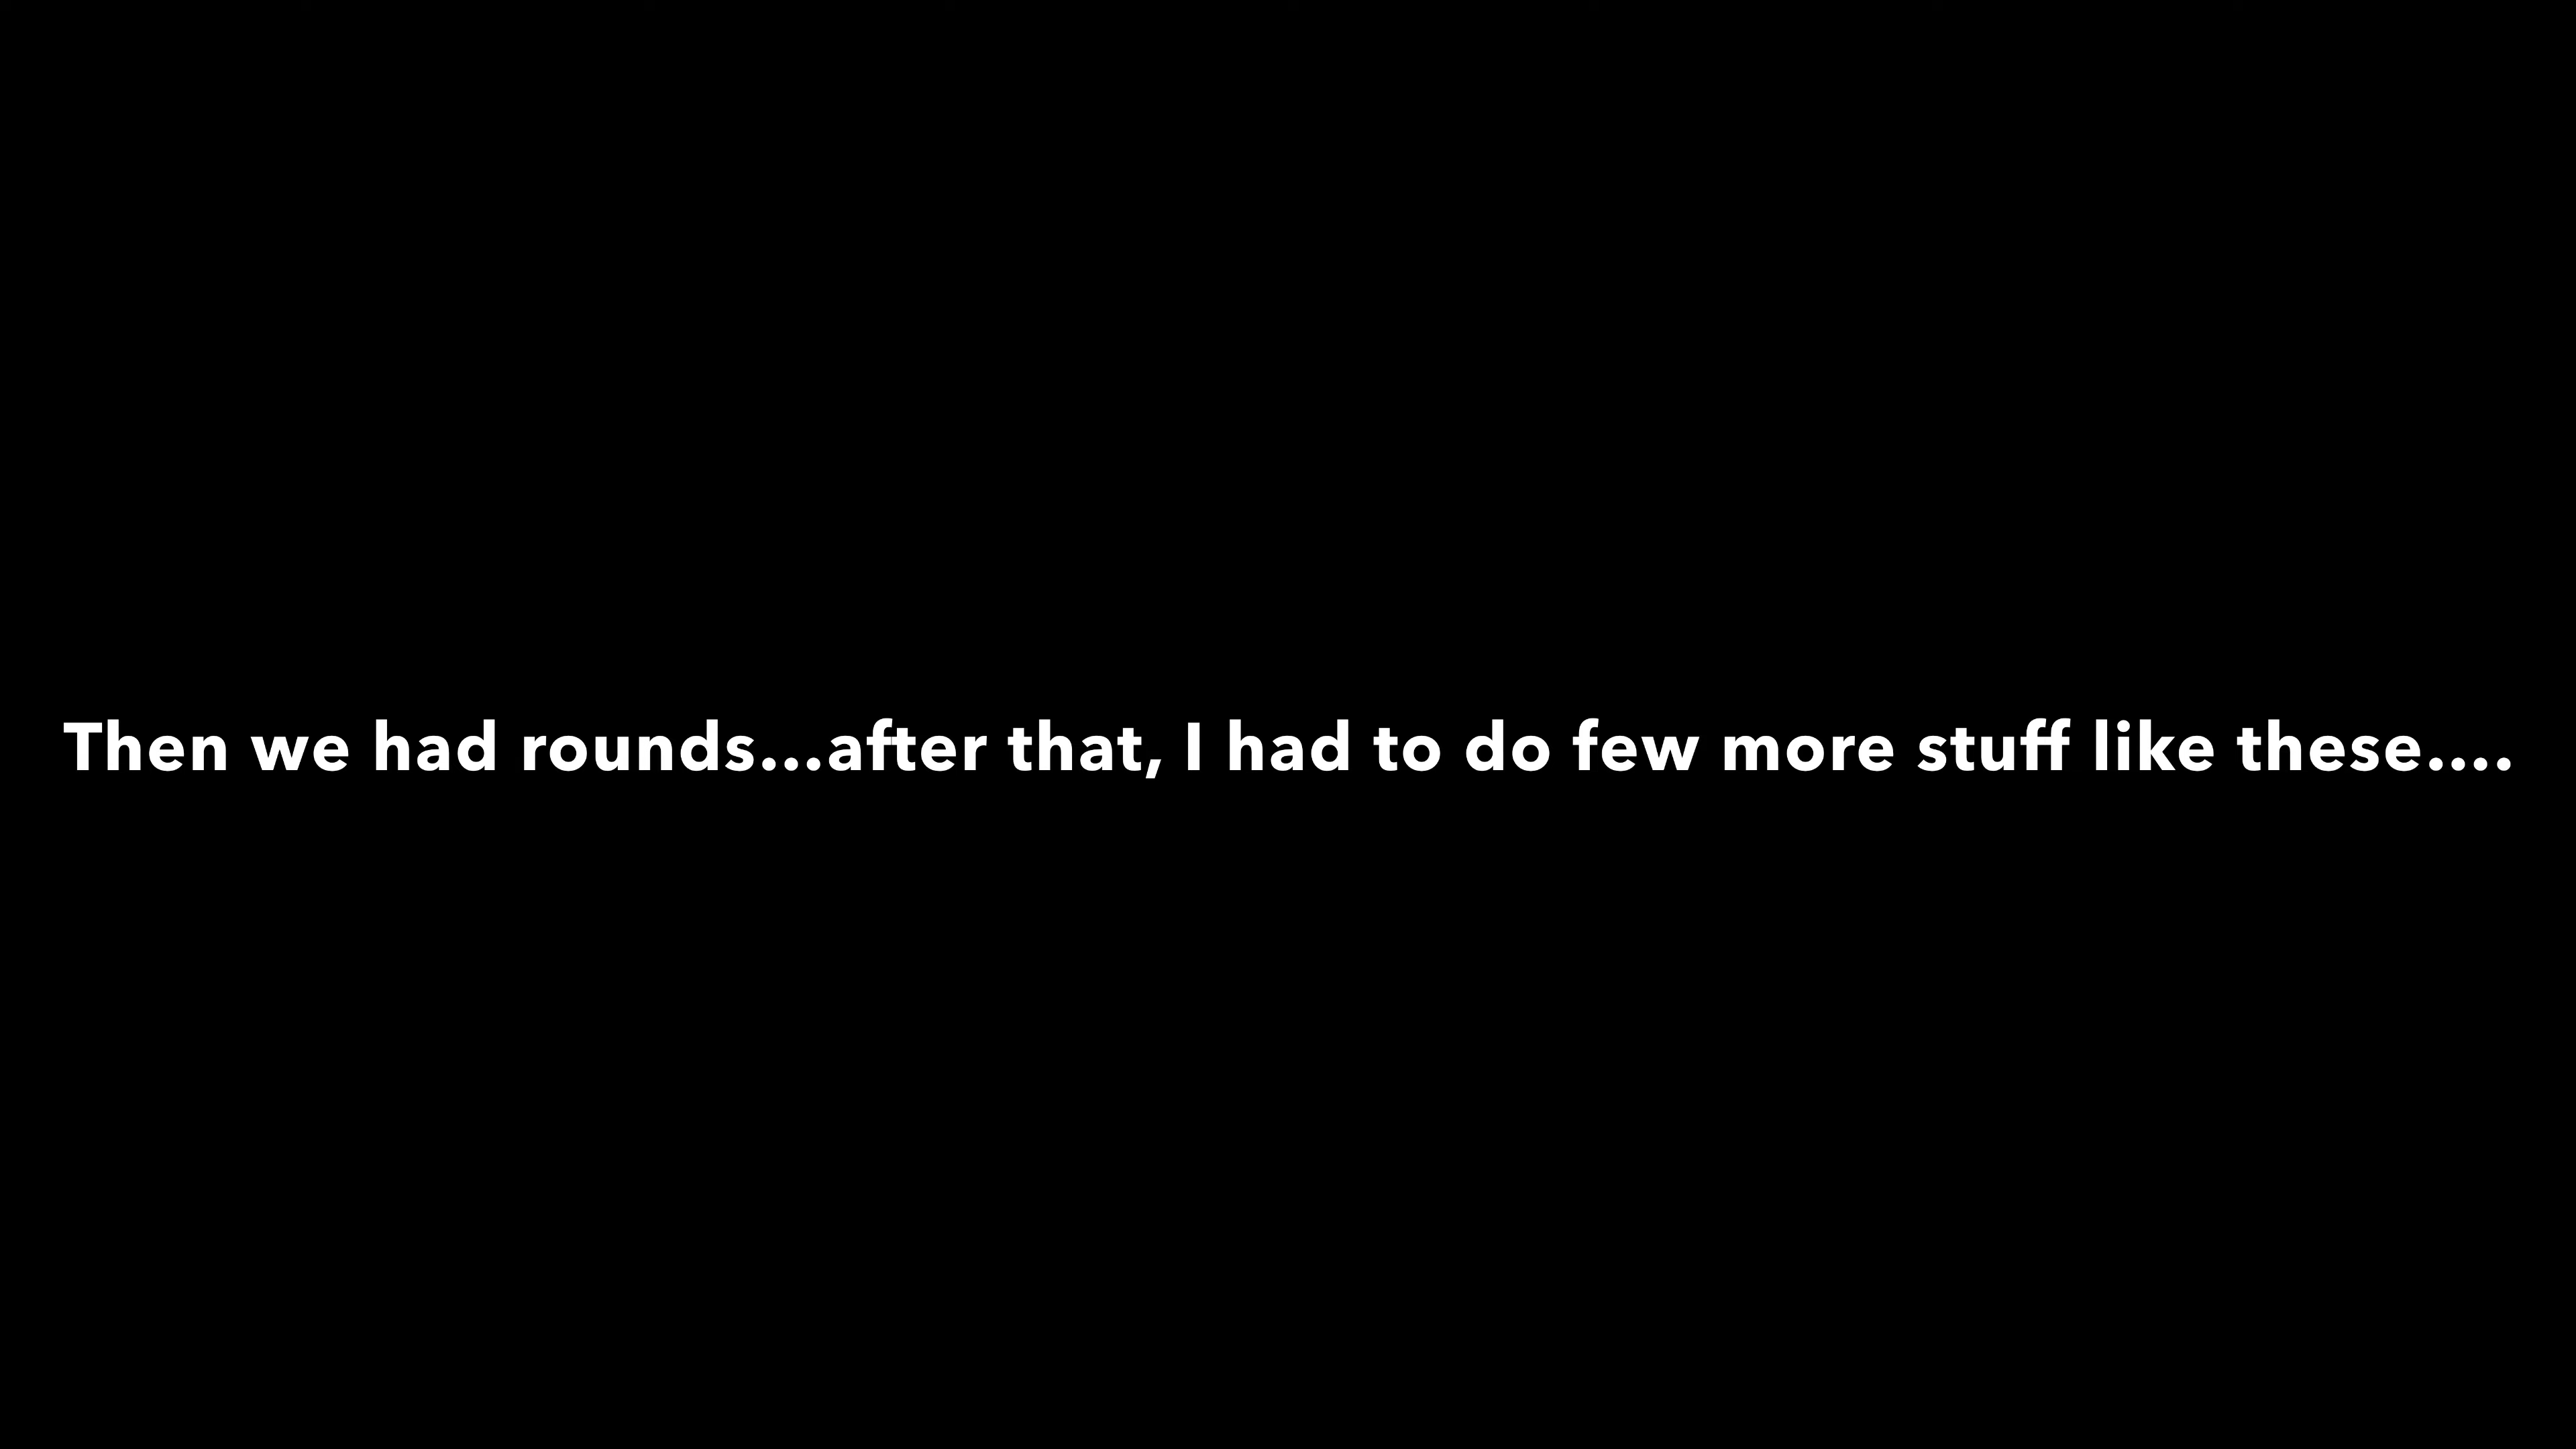 Then we had rounds...after that, I had to do few more stuff like these....